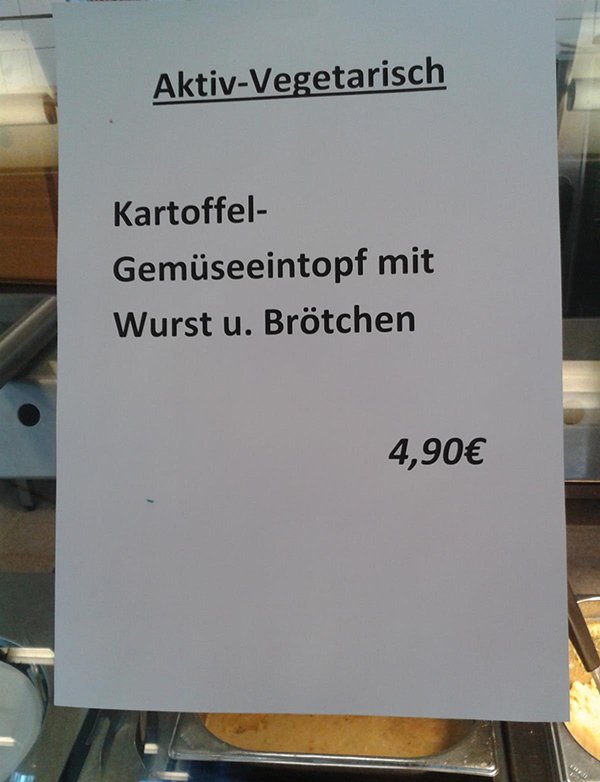 Aktiv-Vegetarisch
Kartoffel-
Gemüseeintopf mit
Wurst u. Brötchen
4,90€